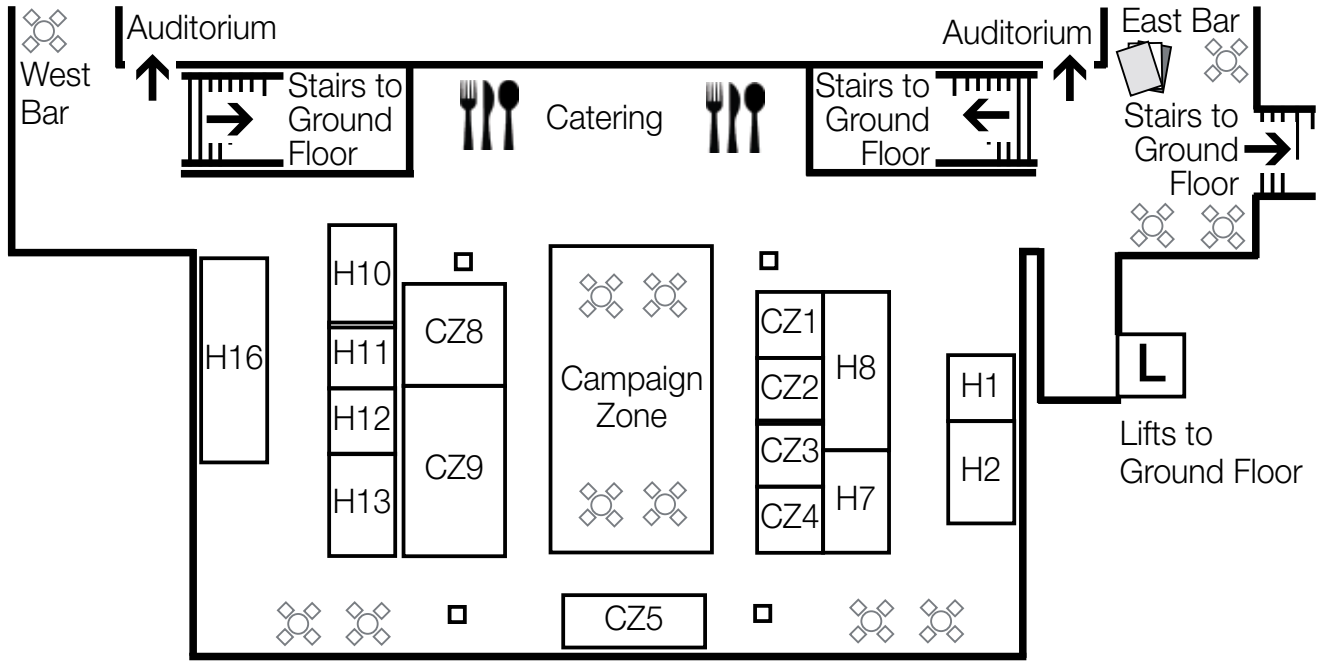 Auditorium
West
Bar
Stairs to
Ground
Floor
Catering
Stairs to
Ground
Floor
Auditorium
East Bar
Stairs to
Ground
Floor
H16
H10
H11
H12
H13
CZ8
CZ9
Campaign
Zone
CZ1
CZ2
CZ3
CZ4
H8
H7
H1
H2
L
Lifts to
Ground Floor
CZ5